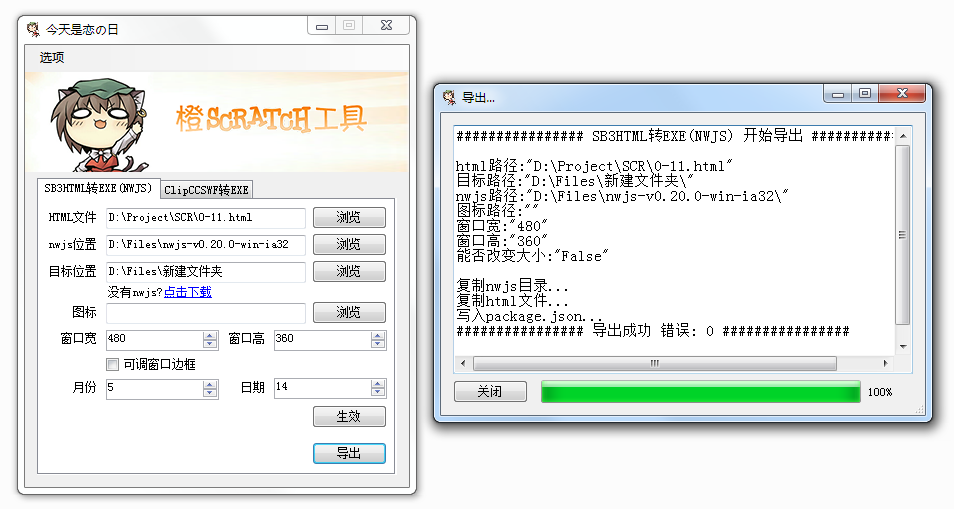 今天是恋の日
选项
橙SCRATCH工具
SB3HTML转EXE(NWJS) ClipCCSWF转EXE
HTML文件 D:\Project\SCR\0-11.html 浏览
nwjs位置 D:\Files\nwjs-v0.20.0-win-ia32 浏览
目标位置 D:\Files\新建文件夹 浏览
没有nwjs?点击下载
图标 浏览
窗口宽 480 窗口高 360
可调窗口边框
月份 5 日期 14
生效
导出
导出...
################ SB3HTML转EXE(NWJS) 开始导出 ###########
html路径:"D:\Project\SCR\0-11.html"
目标路径:"D:\Files\新建文件夹\"
nwjs路径:"D:\Files\nwjs-v0.20.0-win-ia32\"
图标路径:""
窗口宽:"480"
窗口高:"360"
能否改变大小:"False"
复制nwjs目录...
复制html文件...
写入package.json...
################ 导出成功 错误: 0 ################
关闭 100%